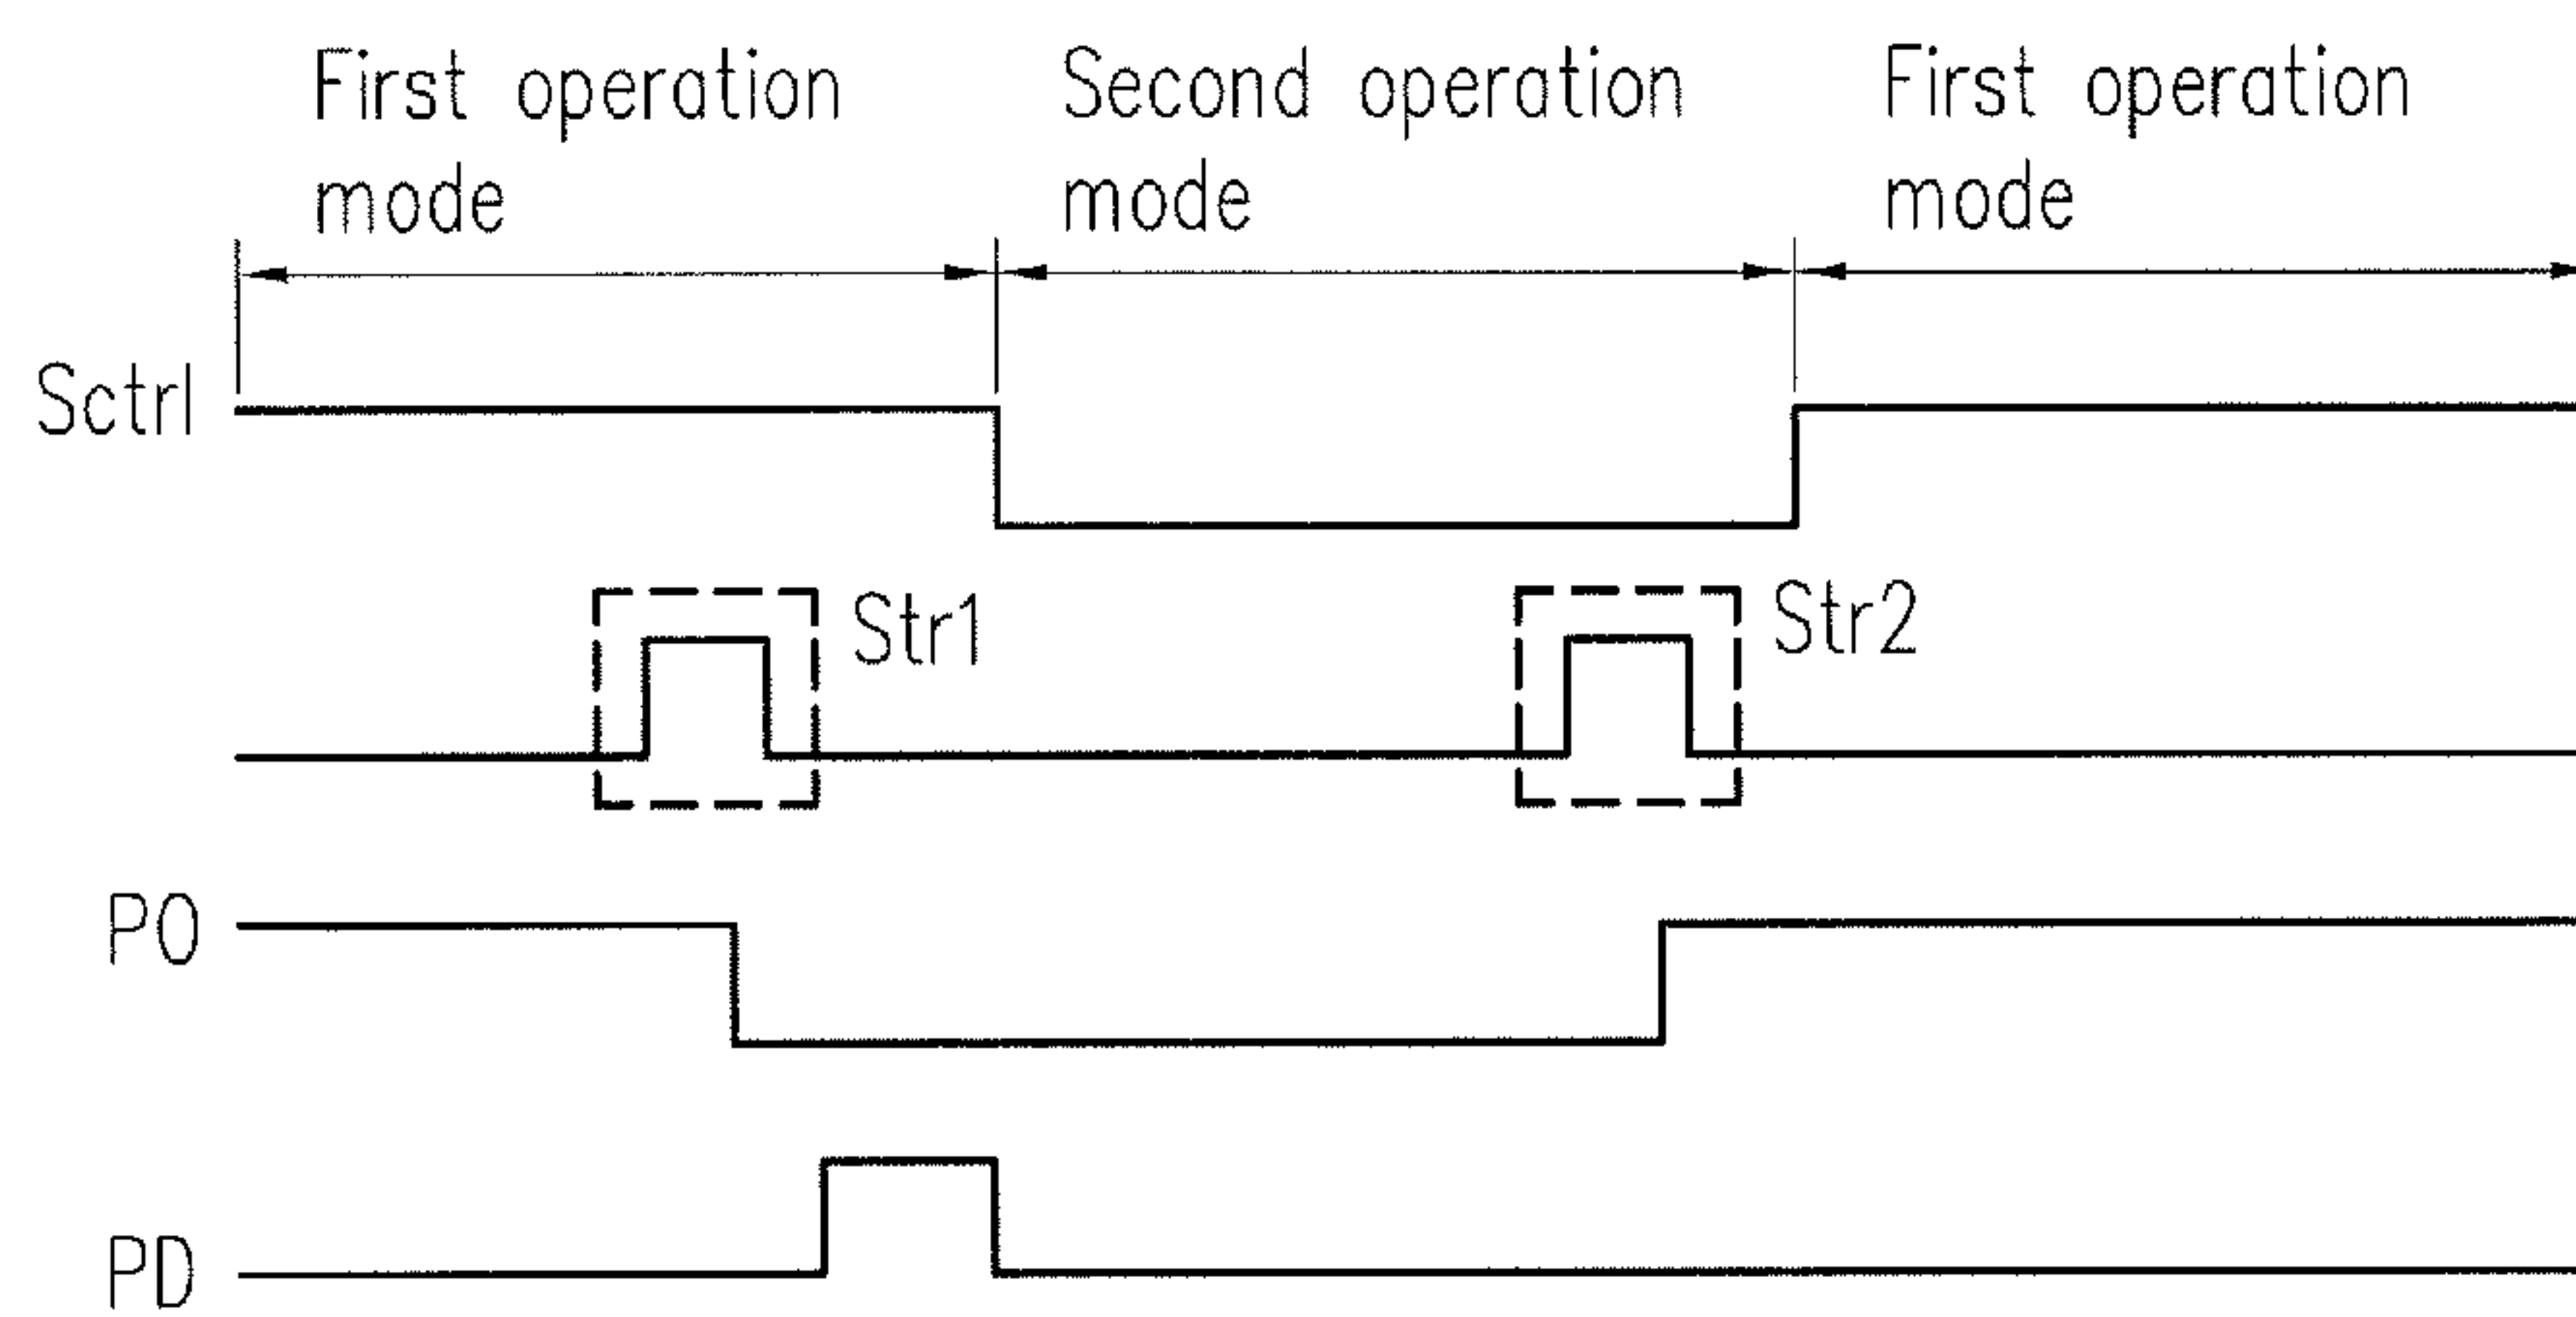 First operation
mode
Second operation
mode
First operation
mode
Sctrl
Str1
Str2
PO
PD